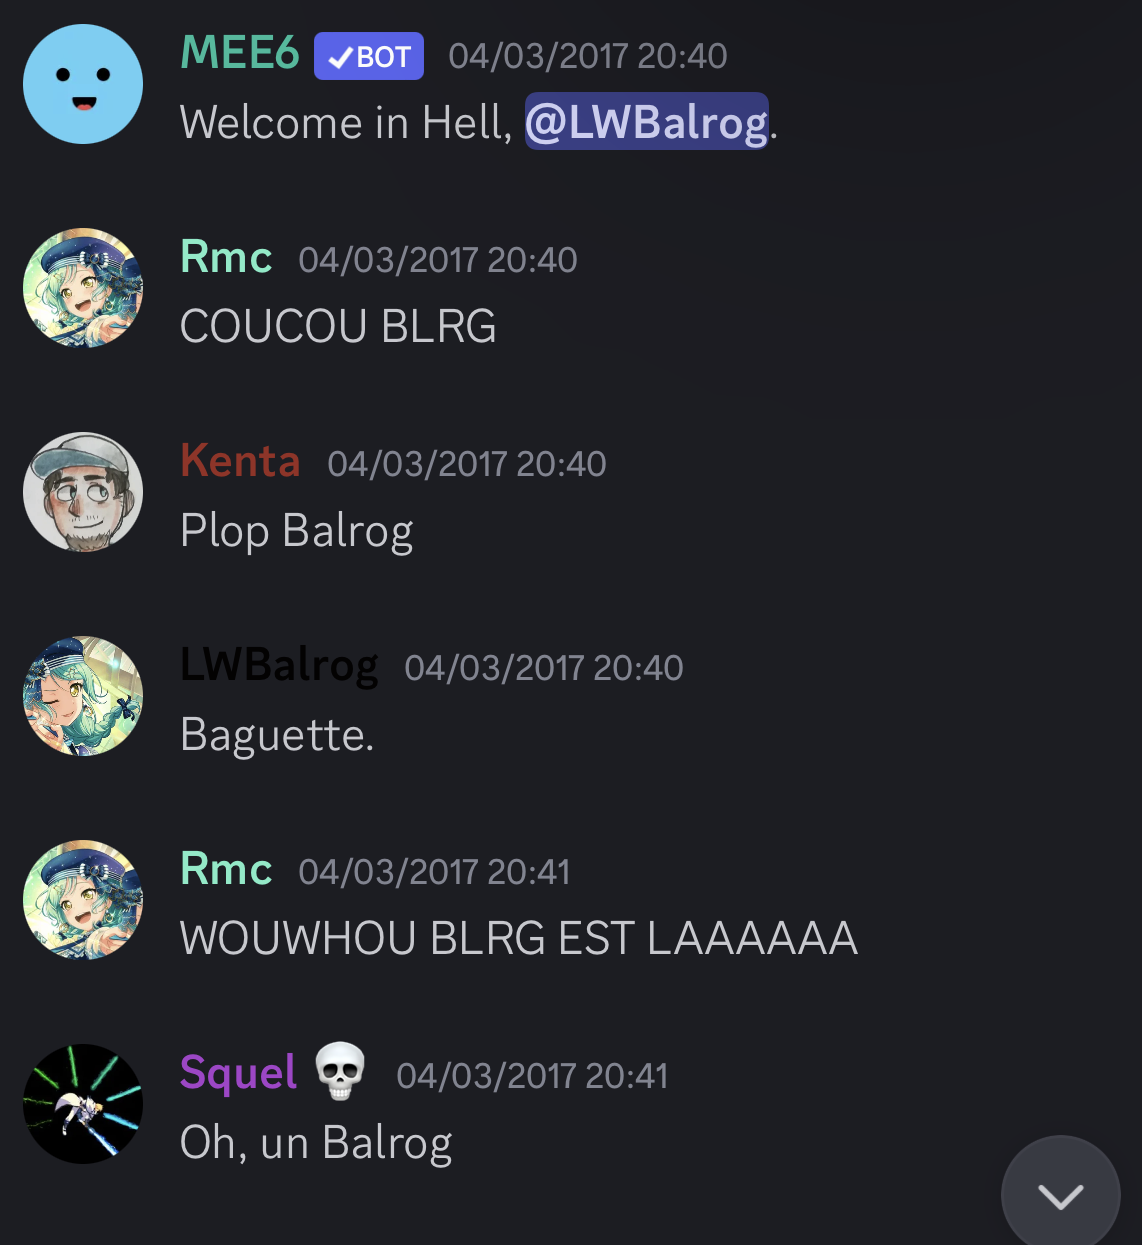 MEE6 ✓BOT 04/03/2017 20:40
Welcome in Hell, @LWBalrog.
Rmc 04/03/2017 20:40
COUCOU BLRG
Kenta 04/03/2017 20:40
Plop Balrog
LWBalrog 04/03/2017 20:40
Baguette.
Rmc 04/03/2017 20:41
WOUWHOU BLRG EST LAAAAAA
Squel 💀 04/03/2017 20:41
Oh, un Balrog